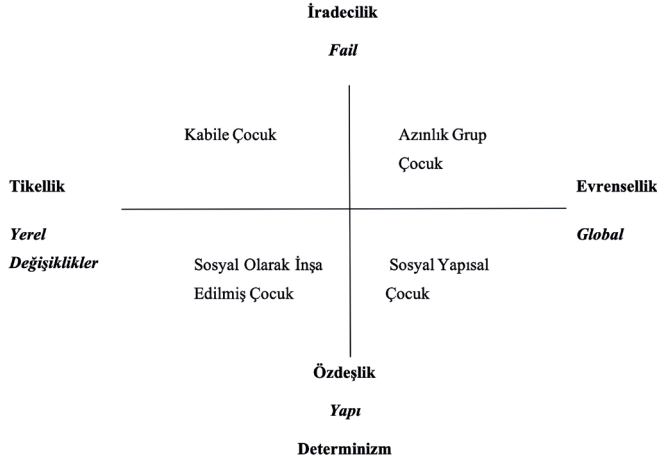 İradecilik
Fail
Kabile Çocuk
Azınlık Grup
Çocuk
Tikellik
Evrensellik
Yerel
Değişiklikler
Global
Sosyal Olarak İnşa
Edilmiş Çocuk
Sosyal Yapısal
Çocuk
Özdeşlik
Yapı
Determinizm